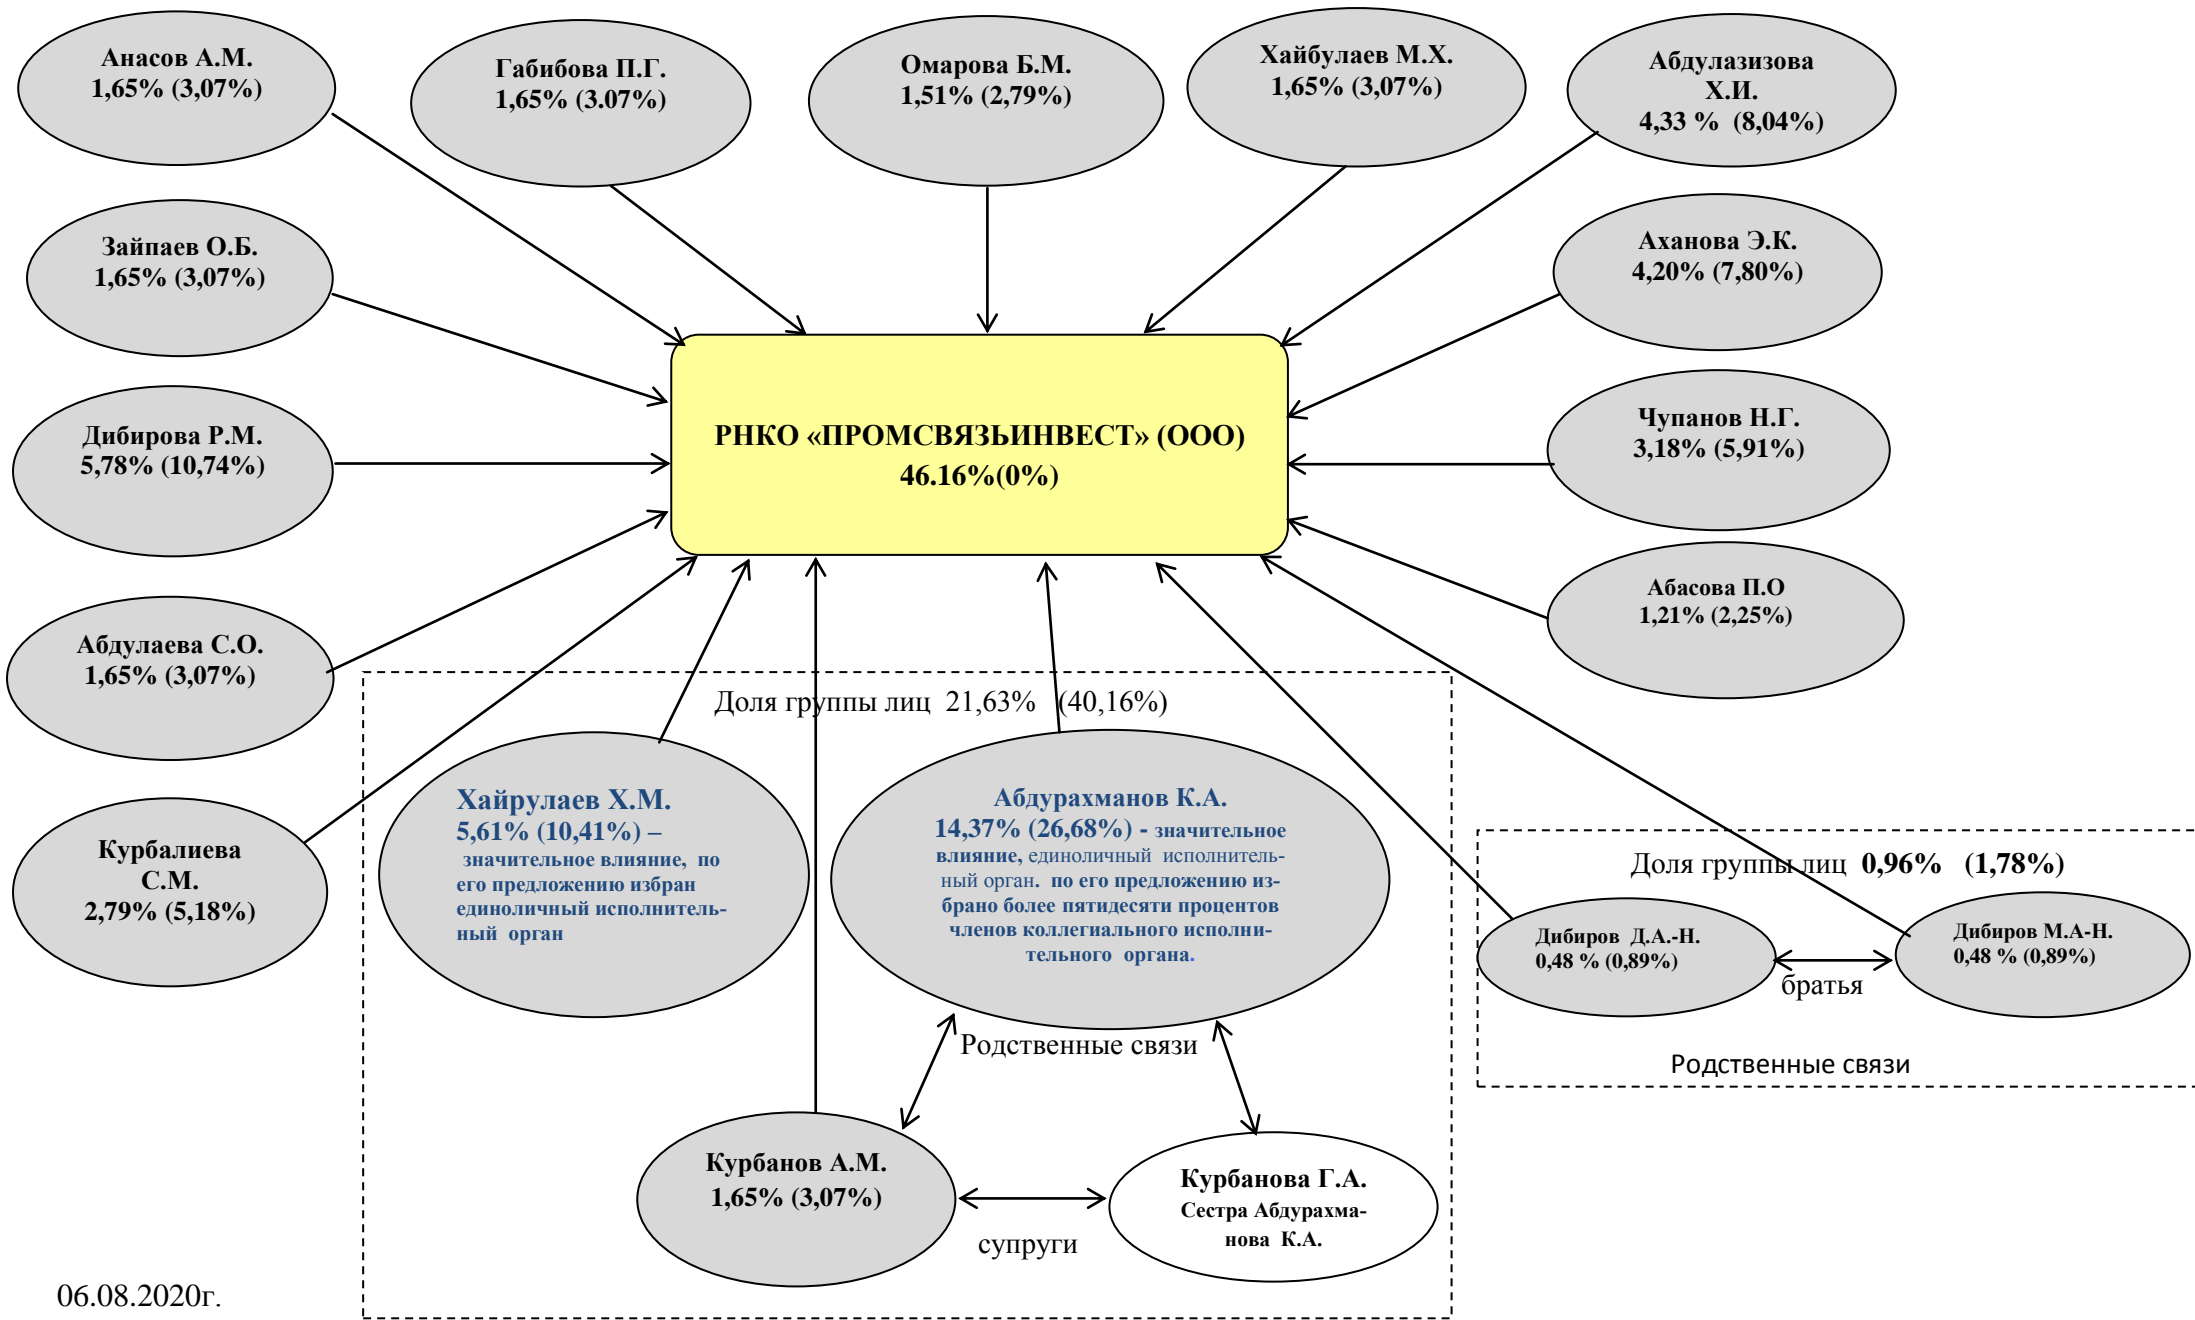 Анасов А.М.
1,65% (3,07%)
Габибова П.Г.
1,65% (3.07%)
Омарова Б.М.
1,51% (2,79%)
Хайбулаев М.Х.
1,65% (3,07%)
Абдулазизова
Х.И.
4,33 % (8,04%)
Зайпаев О.Б.
1,65% (3,07%)
Аханова Э.К.
4,20% (7,80%)
Дибирова Р.М.
5,78% (10,74%)
РНКО «ПРОМСВЯЗЬИНВЕСТ» (ООО)
46.16%(0%)
Чупанов Н.Г.
3,18% (5,91%)
Абасова П.О
1,21% (2,25%)
Абдулаева С.О.
1,65% (3,07%)
Доля группы лиц 21,63% (40,16%)
Хайрулаев Х.М.
5,61% (10,41%) –
значительное влияние, по
его предложению избран
единоличный исполнитель-
ный орган
Абдурахманов К.А.
14,37% (26,68%) - значительное
влияние, единоличный исполнитель-
ный орган. по его предложению из-
брано более пятидесяти процентов
членов коллегиального исполни-
тельного органа.
Курбалиева
С.М.
2,79% (5,18%)
Доля группы лиц 0,96% (1,78%)
Дибиров Д.А.-Н.
0,48 % (0,89%)
Дибиров М.А-Н.
0,48 % (0,89%)
братья
Родственные связи
Родственные связи
Курбанов А.М.
1,65% (3,07%)
Курбанова Г.А.
Сестра Абдурахма-
нова К.А.
супруги
06.08.2020г.